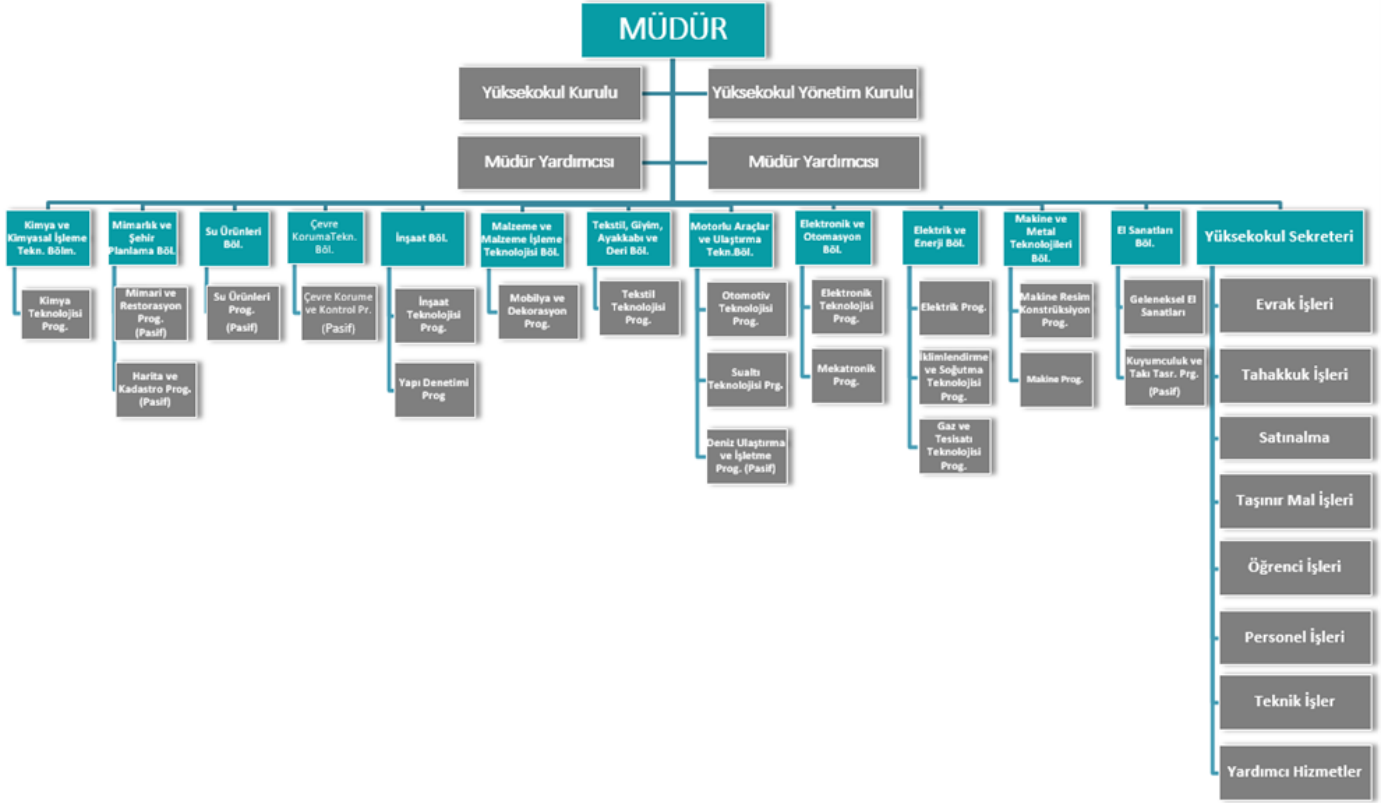 MÜDÜR
Yüksekokul Kurulu
Yüksekokul Yönetim Kurulu
Müdür Yardımcısı
Müdür Yardımcısı
Kimya ve
Kimyasal İşleme
Tekn. Bölm.
Mimarlık ve
Şehir
Planlama Böl.
Su Ürünleri
Böl.
Çevre
KorumaTekn.
Böl.
İnşaat Böl.
Malzeme ve
Malzeme İşleme
Teknolojisi Böl.
Tekstil, Giyim,
Ayakkabı ve
Deri Böl.
Motorlu Araçlar
ve Ulaştırma
Tekn.Böl.
Elektronik ve
Otomasyon
Böl.
Elektrik ve
Enerji Böl.
Makine ve
Metal
Teknolojileri
Böl.
El Sanatları
Böl.
Yüksekokul Sekreteri
Kimya
Teknolojisi
Prog.
Mimari ve
Restorasyon
Prog.
(Pasif)
Harita ve
Kadastro Prog.
(Pasif)
Su Ürünleri
Prog.
(Pasif)
Çevre Korume
ve Kontrol Pr.
(Pasif)
İnşaat
Teknolojisi
Prog.
Yapı Denetimi
Prog
Mobilya ve
Dekorasyon
Prog.
Tekstil
Teknolojisi
Prog.
Otomotiv
Teknolojisi
Prog.
Sualtı
Teknolojisi Prg.
Deniz Ulaştırma
ve İşletme
Prog. (Pasif)
Elektronik
Teknolojisi
Prog.
Mekatronik
Prog.
Elektrik Prog.
İklimlendirme
ve Soğutma
Teknolojisi
Prog.
Gaz ve
Tesisatı
Teknolojisi
Prog.
Makine Resim
Konstrüksiyon
Prog.
Makine Prog.
Geleneksel El
Sanatları
Kuyumculuk ve
Takı Tasr. Prg.
(Pasif)
Evrak İşleri
Tahakkuk İşleri
Satınalma
Taşınır Mal İşleri
Öğrenci İşleri
Personel İşleri
Teknik İşler
Yardımcı Hizmetler